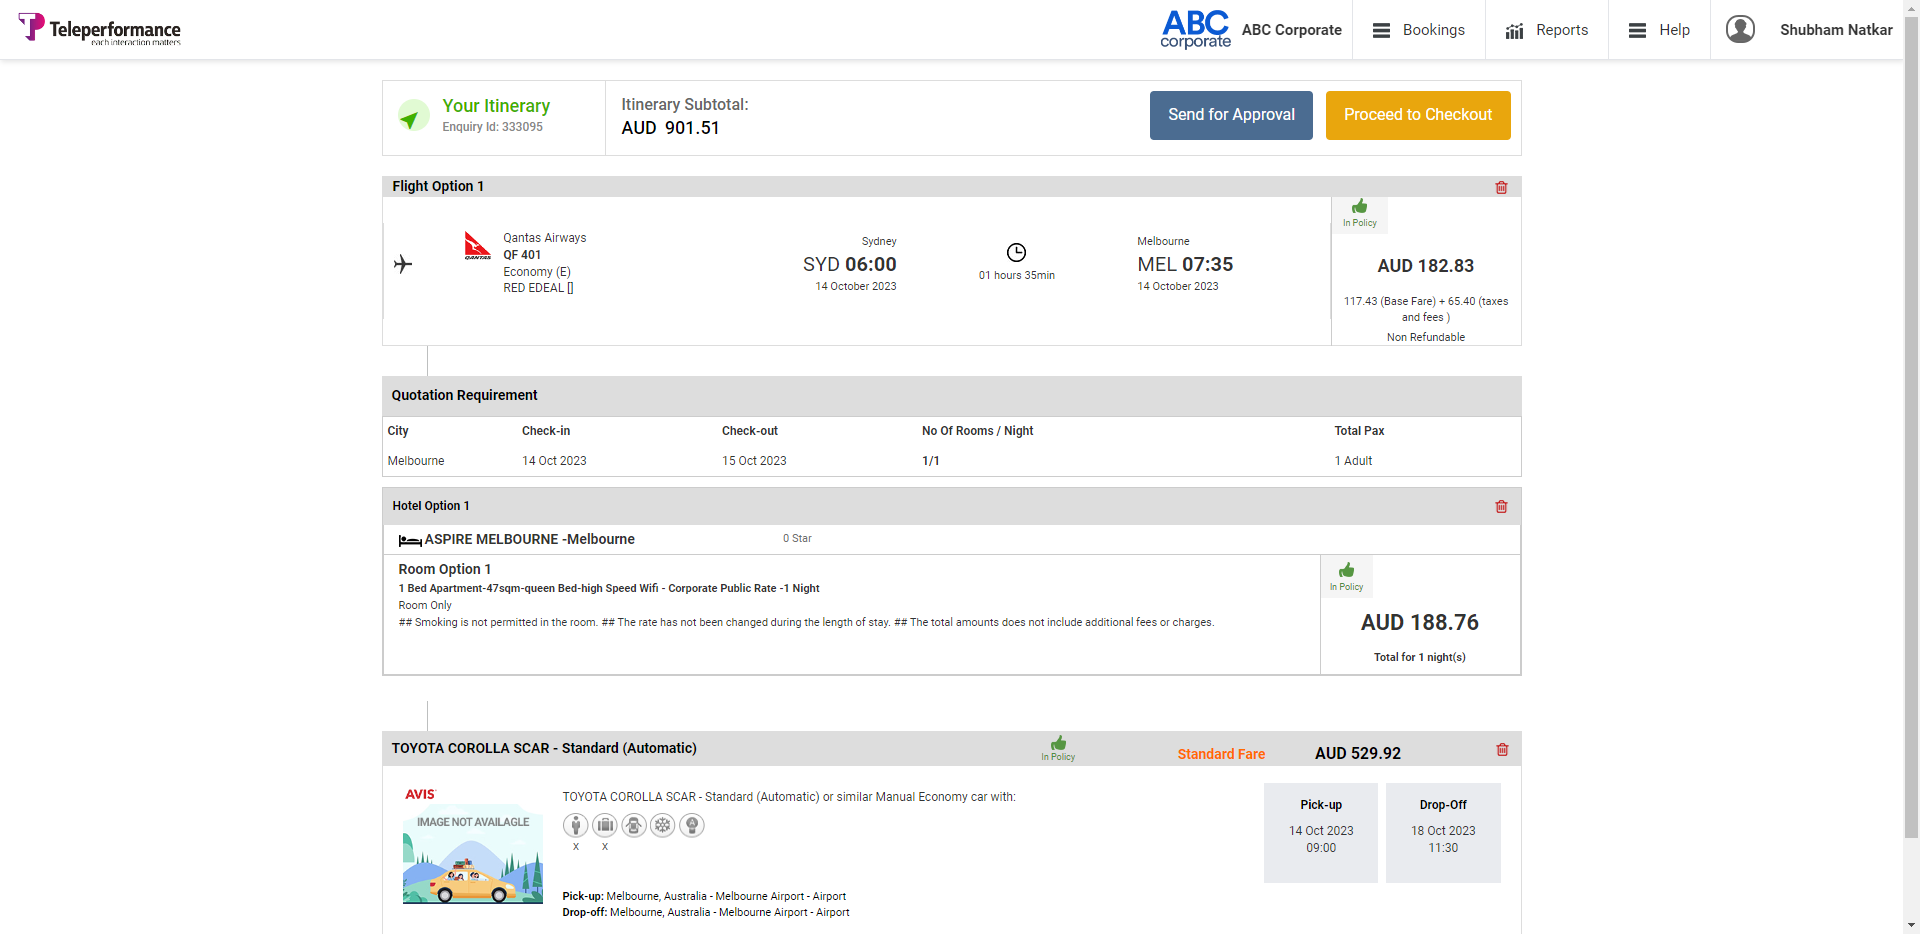 Teleperformance
each interaction matters
ABC
corporate
ABC Corporate
Bookings
Reports
Help
Shubham Natkar
Your Itinerary
Enquiry Id: 333095
Itinerary Subtotal:
AUD 901.51
Send for Approval
Proceed to Checkout
Flight Option 1
QANTAS
Qantas Airways
QF 401
Economy (E)
RED EDEAL []
Sydney
SYD 06:00
14 October 2023
01 hours 35min
Melbourne
MEL 07:35
14 October 2023
In Policy
AUD 182.83
117.43 (Base Fare) + 65.40 (taxes
and fees )
Non Refundable
Quotation Requirement
City Check-in Check-out No Of Rooms / Night Total Pax
Melbourne 14 Oct 2023 15 Oct 2023 1/1 1 Adult
Hotel Option 1
ASPIRE MELBOURNE -Melbourne 0 Star
Room Option 1
1 Bed Apartment-47sqm-queen Bed-high Speed Wifi - Corporate Public Rate -1 Night
Room Only
## Smoking is not permitted in the room. ## The rate has not been changed during the length of stay. ## The total amounts does not include additional fees or charges.
In Policy
AUD 188.76
Total for 1 night(s)
TOYOTA COROLLA SCAR - Standard (Automatic)
In Policy
Standard Fare
AUD 529.92
AVIS
IMAGE NOT AVAILAGLE
TOYOTA COROLLA SCAR - Standard (Automatic) or similar Manual Economy car with:
A
x x
Pick-up: Melbourne, Australia - Melbourne Airport - Airport
Drop-off: Melbourne, Australia - Melbourne Airport - Airport
Pick-up
14 Oct 2023
09:00
Drop-Off
18 Oct 2023
11:30